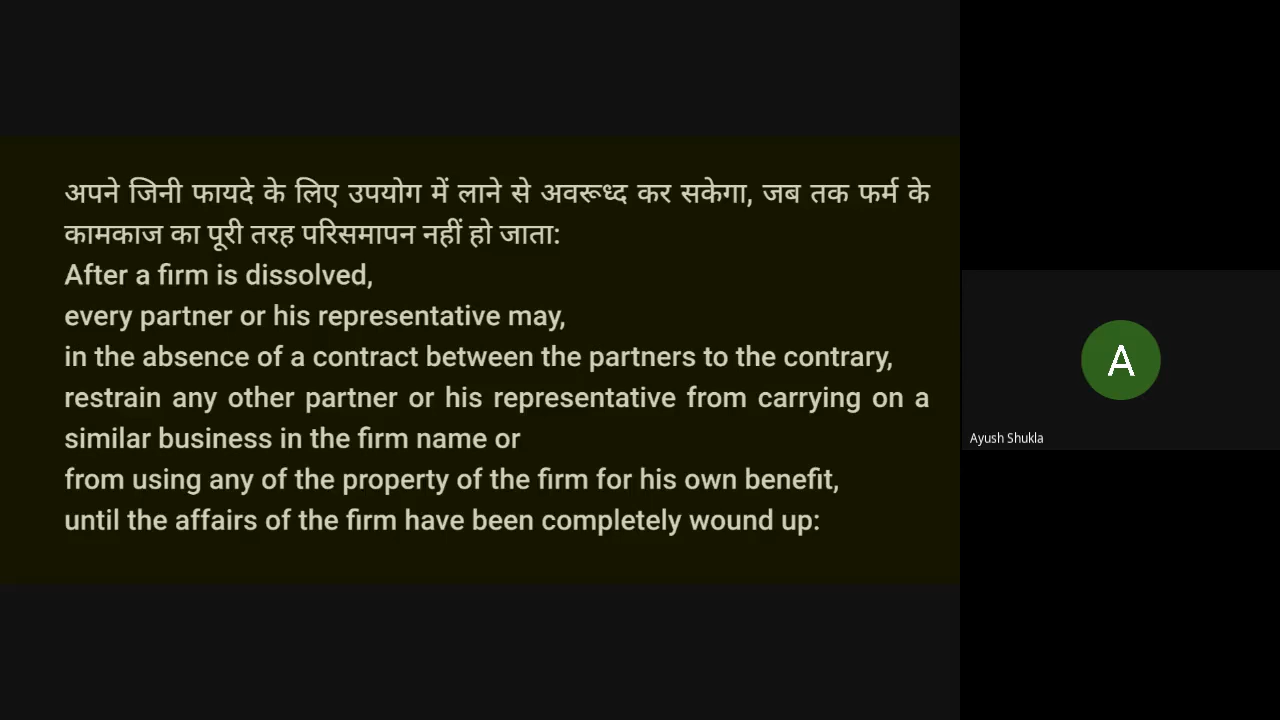 अपने जिनी फायदे के लिए उपयोग में लाने से अवरूध्द कर सकेगा, जब तक फर्म के
कामकाज का पूरी तरह परिसमापन नहीं हो जाता:
After a firm is dissolved,
every partner or his representative may,
in the absence of a contract between the partners to the contrary,
restrain any other partner or his representative from carrying on a
similar business in the firm name or
from using any of the property of the firm for his own benefit,
until the affairs of the firm have been completely wound up:
A
Ayush Shukla